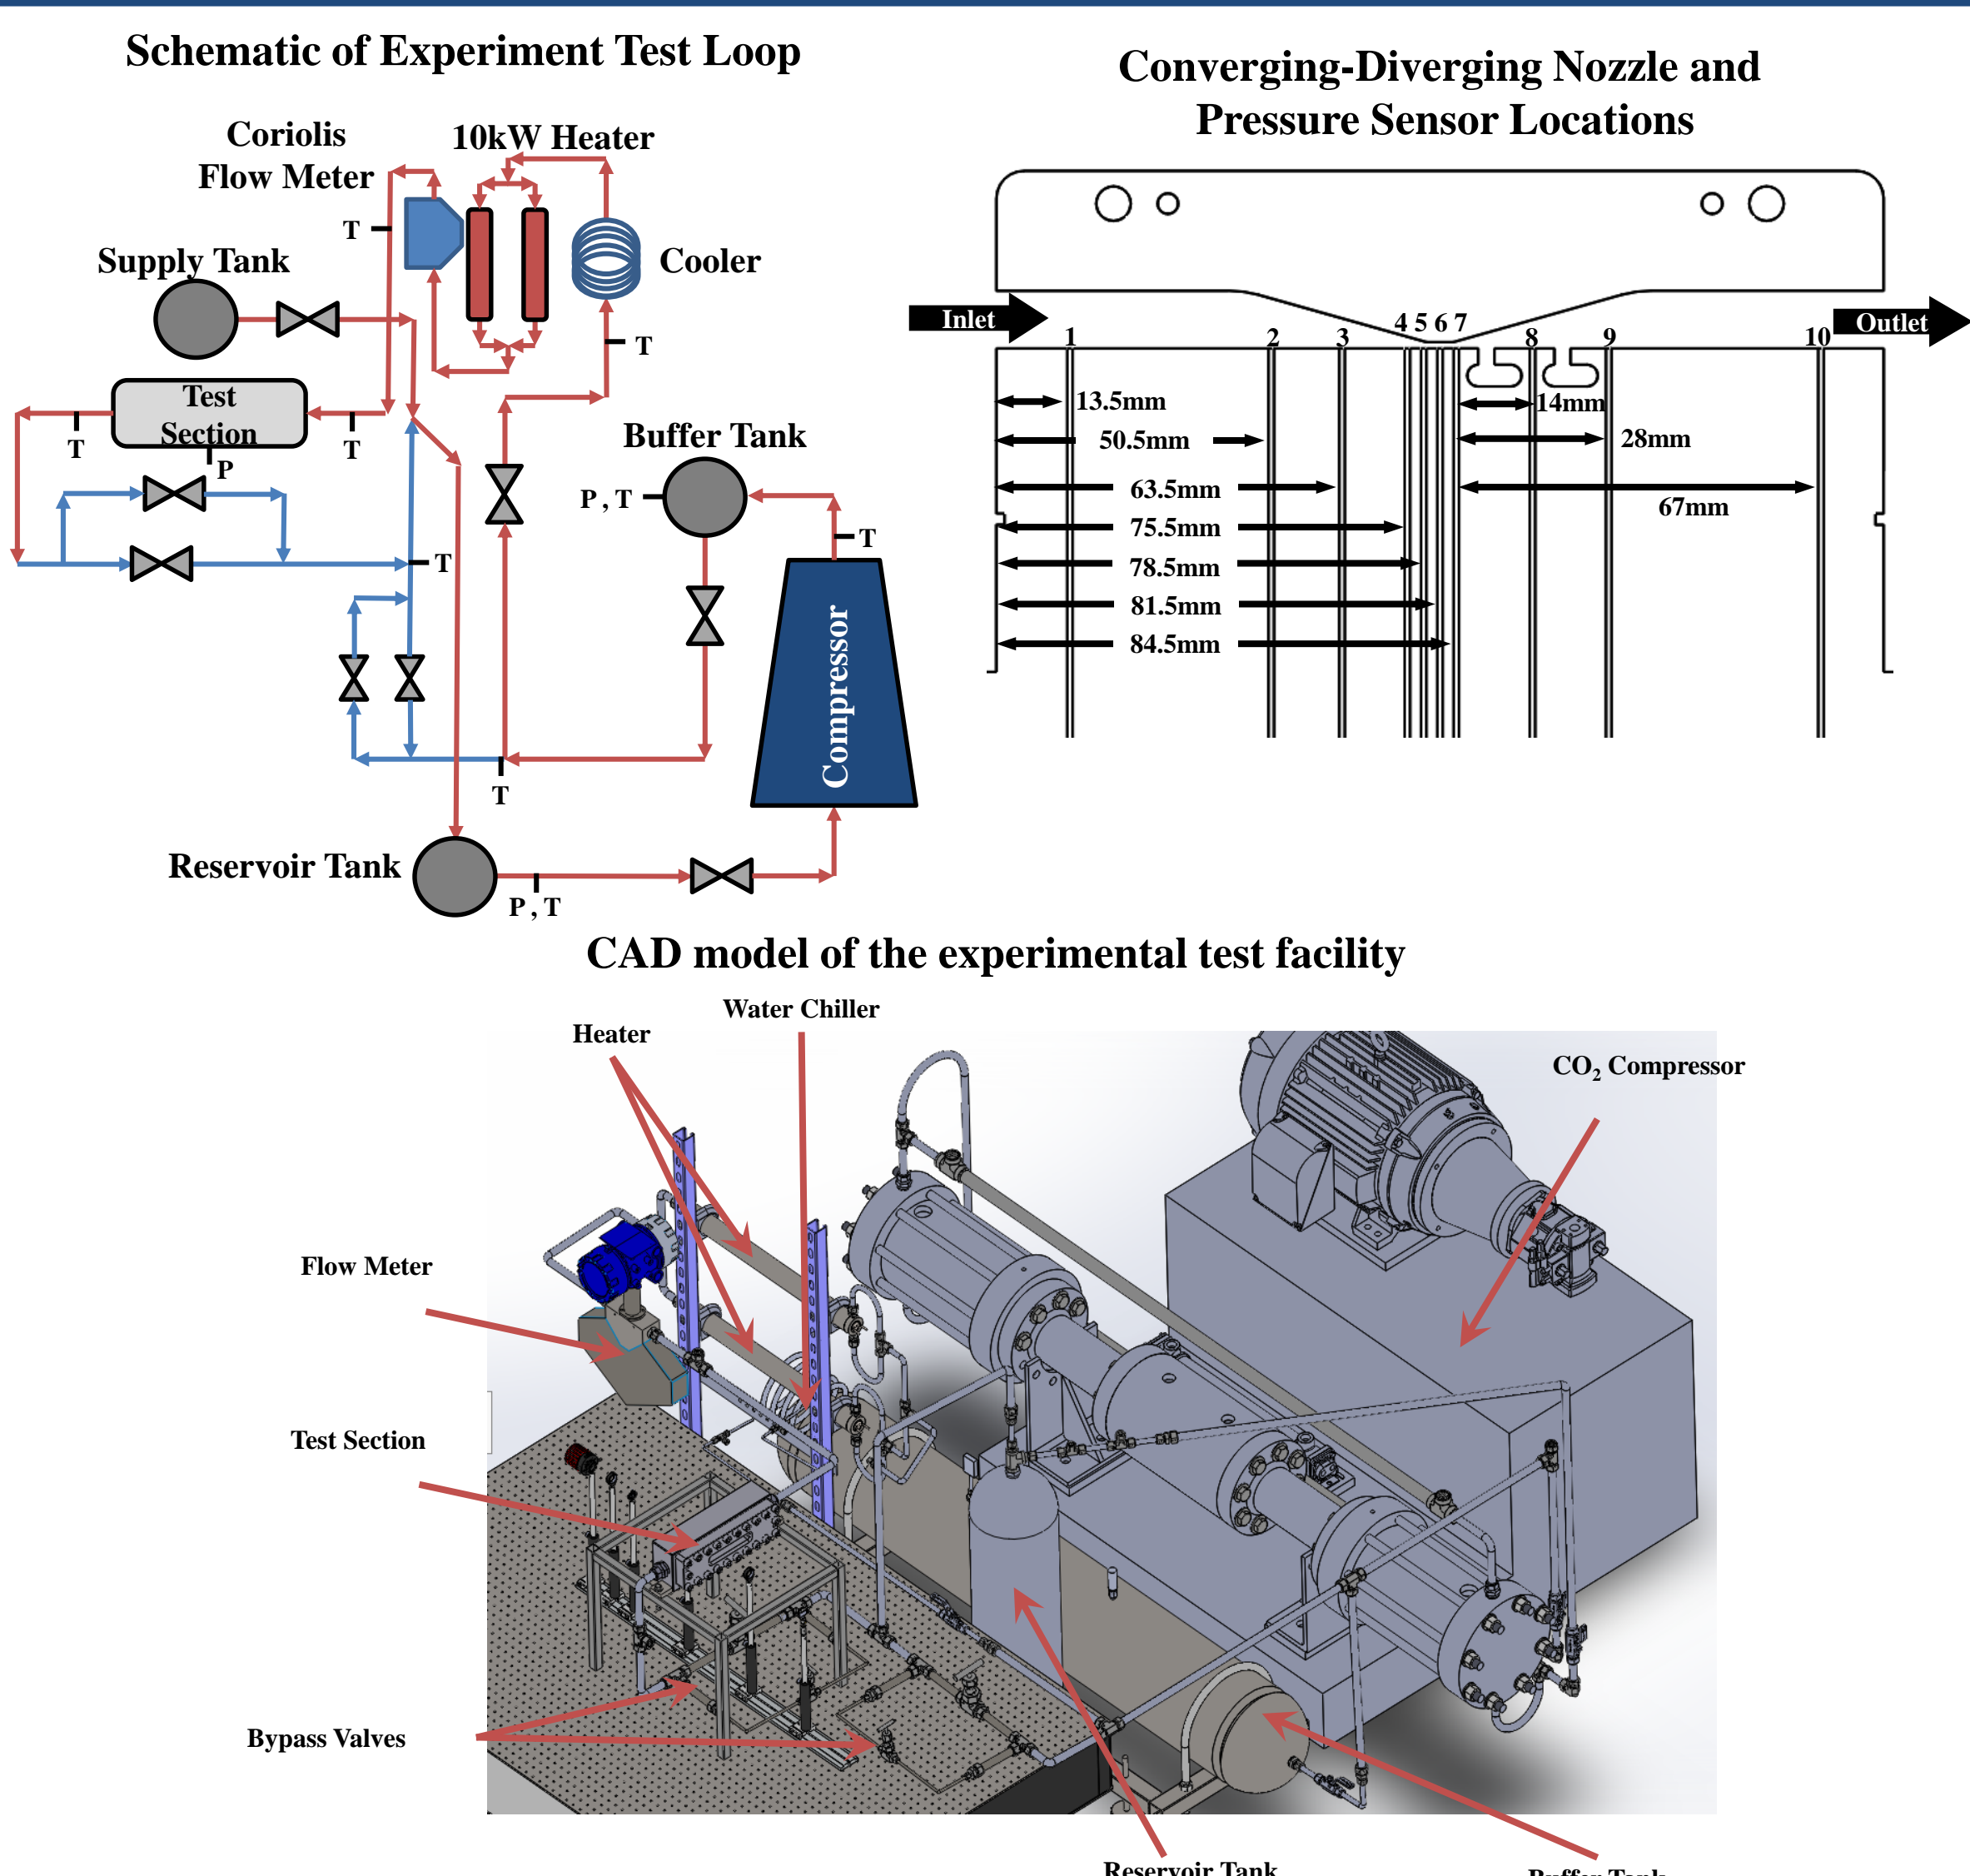 Schematic of Experiment Test Loop
Coriolis
Flow Meter
10kW Heater
T
Supply Tank
Cooler
T
Test
Section
T
T
P
Buffer Tank
P , T
T
T
Compressor
T
Reservoir Tank
P , T
Converging-Diverging Nozzle and
Pressure Sensor Locations
Inlet
Outlet
1
2
3
4 5 6 7
8
9
10
13.5mm
14mm
50.5mm
28mm
63.5mm
67mm
75.5mm
78.5mm
81.5mm
84.5mm
CAD model of the experimental test facility
Water Chiller
Heater
CO₂ Compressor
Flow Meter
Test Section
Bypass Valves
Reservoir Tank
Buffer Tank